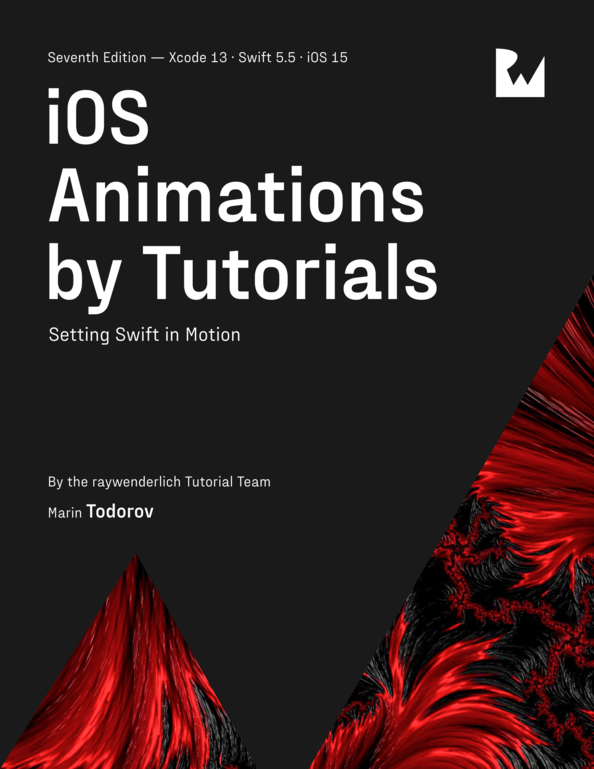 Seventh Edition — Xcode 13 · Swift 5.5 · iOS 15
iOS
Animations
by Tutorials
Setting Swift in Motion
By the raywenderlich Tutorial Team
Marin Todorov